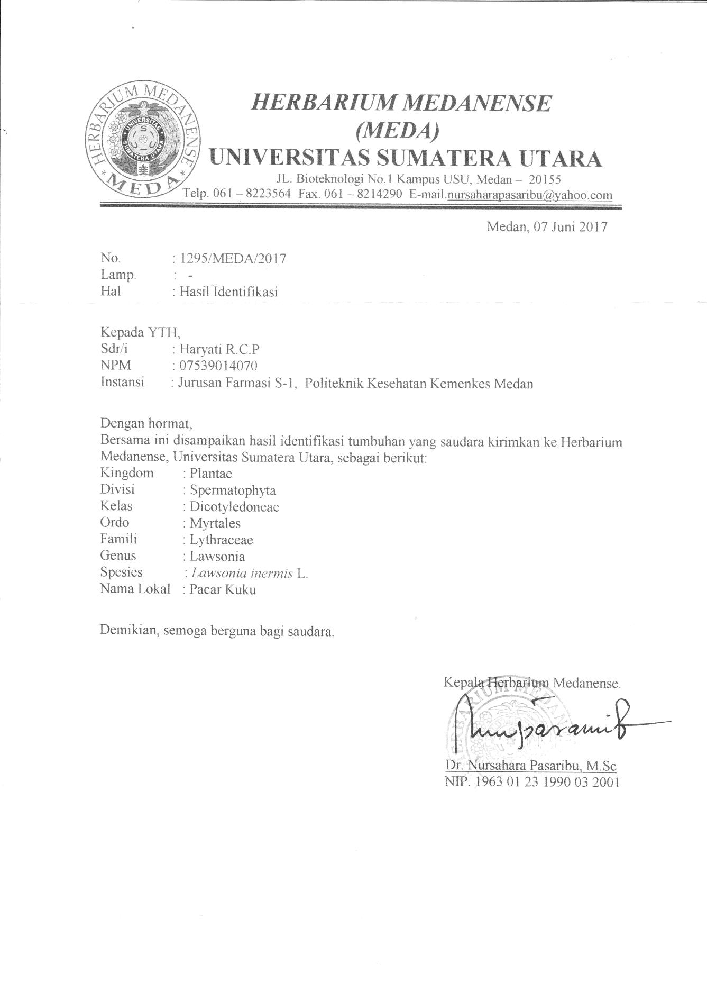 HERBARIUM MEDANENSE
* MEDA *
UNIVERSITAS
SUMATERA UTARA
HERBARIUM MEDANENSE
(MEDA)
UNIVERSITAS SUMATERA UTARA
JL. Bioteknologi No.1 Kampus USU, Medan – 20155
Telp. 061 – 8223564 Fax. 061 – 8214290 E-mail.nursaharapasaribu@yahoo.com
Medan, 07 Juni 2017
No. : 1295/MEDA/2017
Lamp. : -
Hal : Hasil Identifikasi
Kepada YTH,
Sdr/i : Haryati R.C.P
NPM : 07539014070
Instansi : Jurusan Farmasi S-1, Politeknik Kesehatan Kemenkes Medan
Dengan hormat,
Bersama ini disampaikan hasil identifikasi tumbuhan yang saudara kirimkan ke Herbarium
Medanense, Universitas Sumatera Utara, sebagai berikut:
Kingdom : Plantae
Divisi : Spermatophyta
Kelas : Dicotyledoneae
Ordo : Myrtales
Famili : Lythraceae
Genus : Lawsonia
Spesies : Lawsonia inermis L.
Nama Lokal : Pacar Kuku
Demikian, semoga berguna bagi saudara.
Kepala Herbarium Medanense.
Dr. Nursahara Pasaribu, M.Sc
NIP. 1963 01 23 1990 03 2001